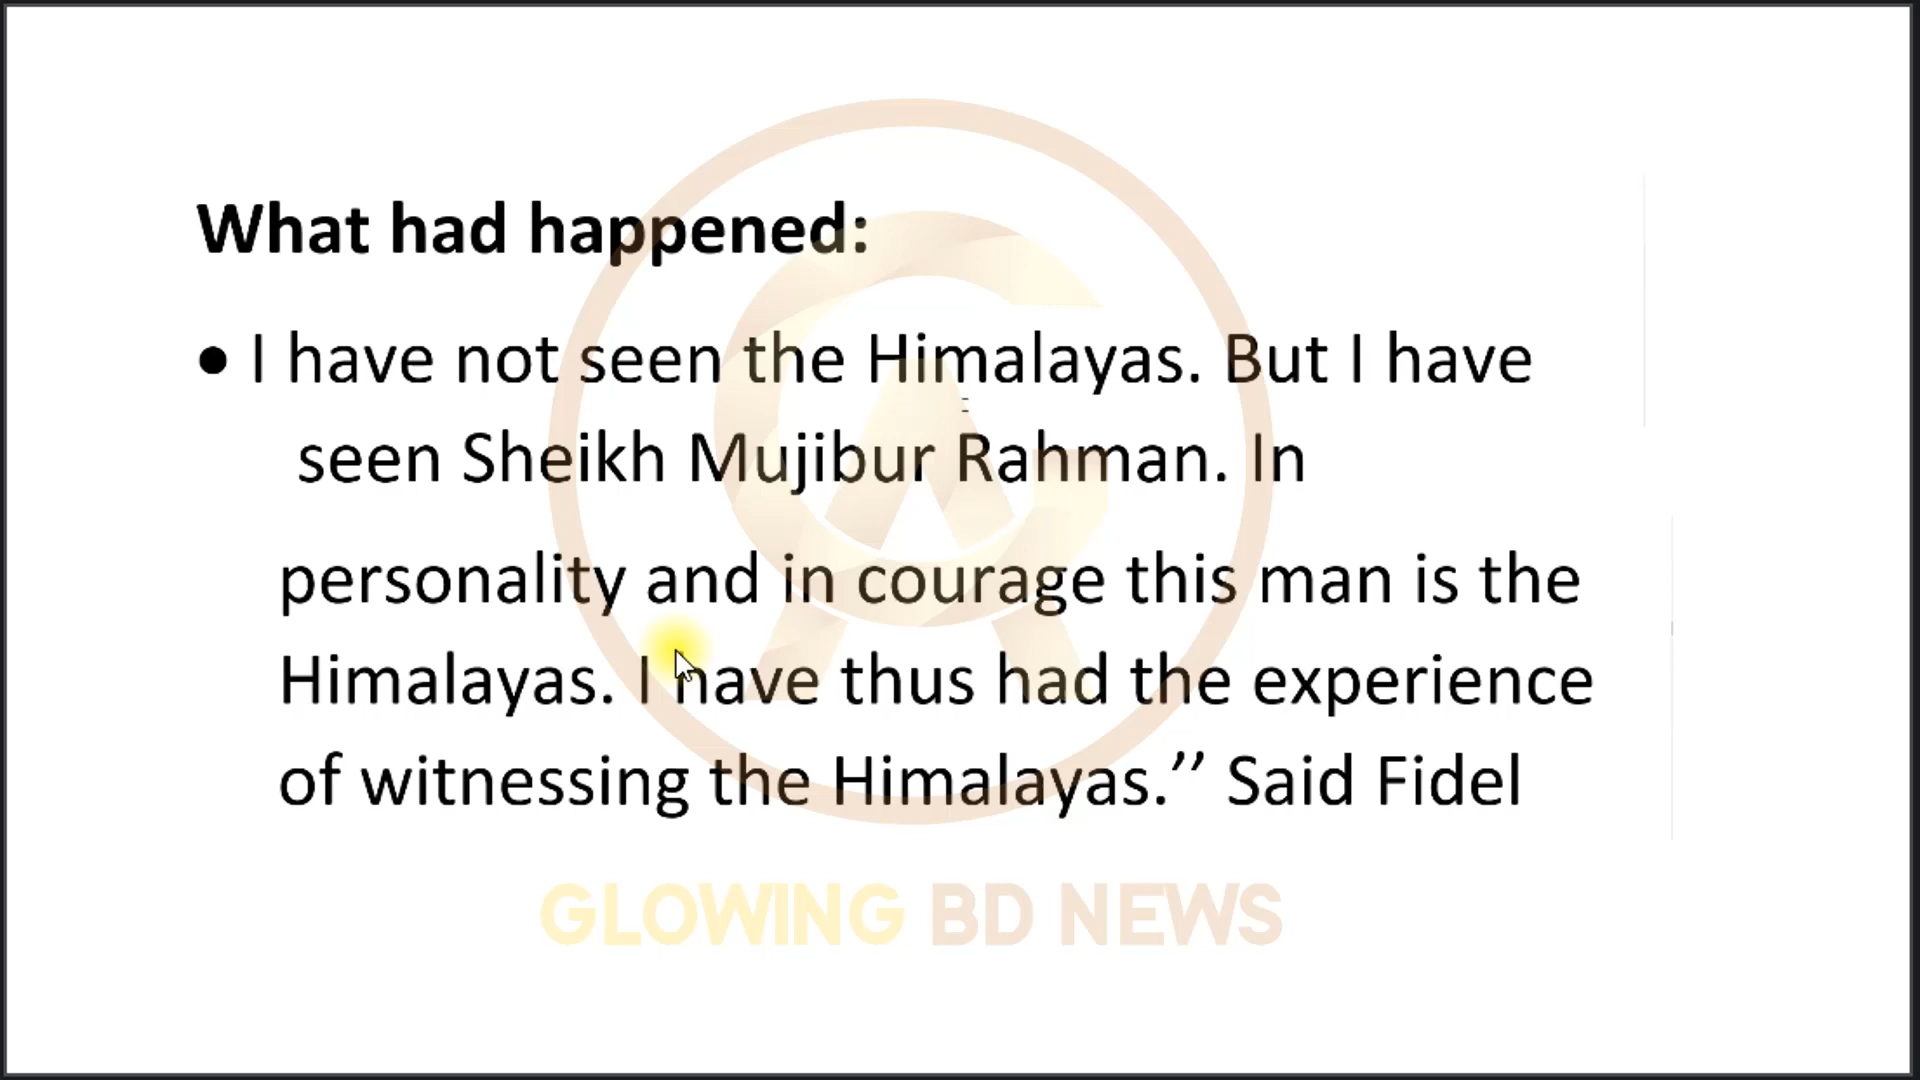 What had happened:
• I have not seen the Himalayas. But I have
seen Sheikh Mujibur Rahman. In
personality and in courage this man is the
Himalayas. I have thus had the experience
of witnessing the Himalayas.’’ Said Fidel
GLOWING BD NEWS